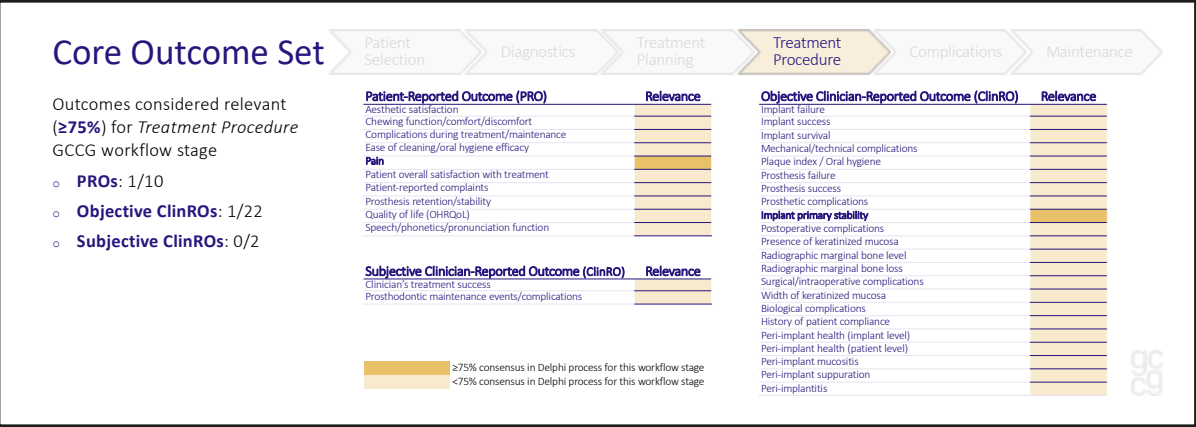 Core Outcome Set
Patient
Selection
Diagnostics
Treatment
Planning
Treatment
Procedure
Complications
Maintenance
Outcomes considered relevant
(≥75%) for Treatment Procedure
GCCG workflow stage
o PROs: 1/10
o Objective ClinROs: 1/22
o Subjective ClinROs: 0/2
Patient-Reported Outcome (PRO) Relevance
Aesthetic satisfaction
Chewing function/comfort/discomfort
Complications during treatment/maintenance
Ease of cleaning/oral hygiene efficacy
Pain
Patient overall satisfaction with treatment
Patient-reported complaints
Prosthesis retention/stability
Quality of life (OHRQoL)
Speech/phonetics/pronunciation function
Subjective Clinician-Reported Outcome (ClinRO) Relevance
Clinician's treatment success
Prosthodontic maintenance events/complications
≥75% consensus in Delphi process for this workflow stage
<75% consensus in Delphi process for this workflow stage
Objective Clinician-Reported Outcome (ClinRO) Relevance
Implant failure
Implant success
Implant survival
Mechanical/technical complications
Plaque index / Oral hygiene
Prosthesis failure
Prosthesis success
Prosthetic complications
Implant primary stability
Postoperative complications
Presence of keratinized mucosa
Radiographic marginal bone level
Radiographic marginal bone loss
Surgical/intraoperative complications
Width of keratinized mucosa
Biological complications
History of patient compliance
Peri-implant health (implant level)
Peri-implant health (patient level)
Peri-implant mucositis
Peri-implant suppuration
Peri-implantitis
gc
cg